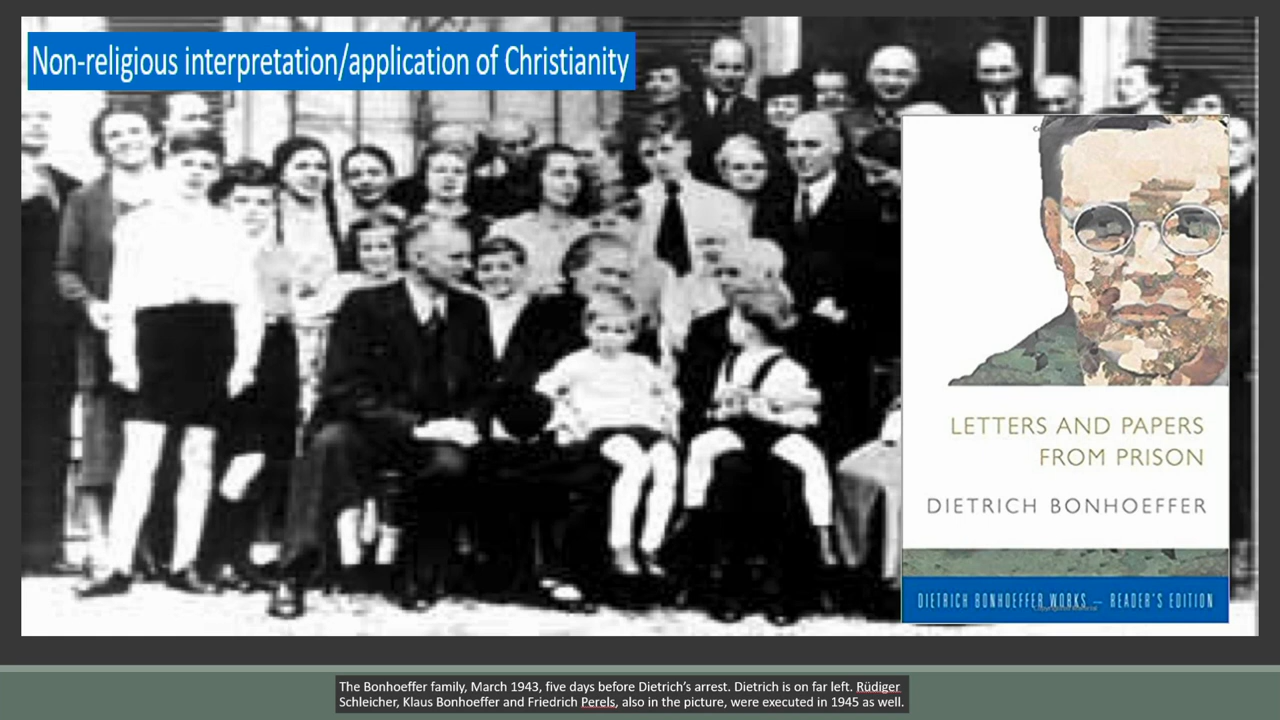 Non-religious interpretation/application of Christianity
LETTERS AND PAPERS
FROM PRISON
DIETRICH BONHOEFFER
DIETRICH BONHOEFFER WORKS — READER'S EDITION
The Bonhoeffer family, March 1943, five days before Dietrich's arrest. Dietrich is on far left. Rüdiger
Schleicher, Klaus Bonhoeffer and Friedrich Perels, also in the picture, were executed in 1945 as well.